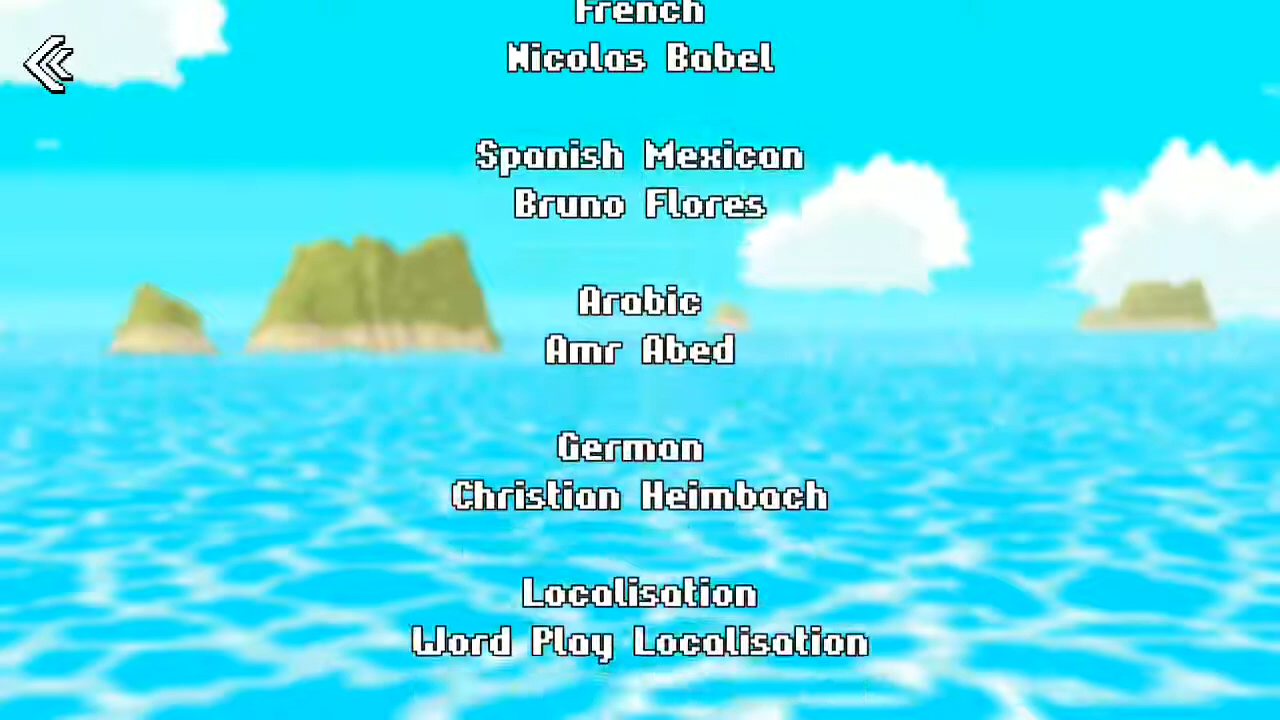 French
Nicolas Babel
Spanish Mexican
Bruno Flores
Arabic
Amr Abed
German
Christian Heimbach
Localisation
Word Play Localisation